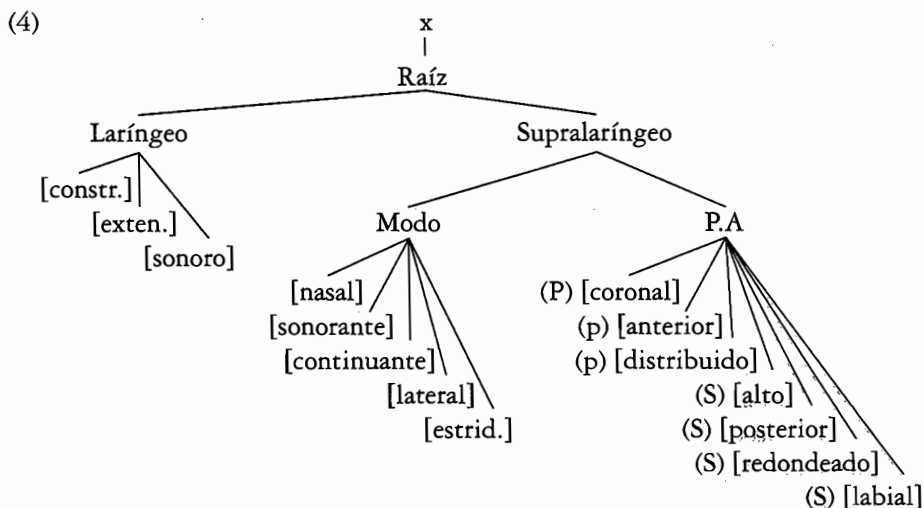 (4)
x
Raíz
Laríngeo Supralaríngeo
[constr.]
[exten.]
[sonoro]
Modo P.A
[nasal] (P) [coronal]
[sonorante] (p) [anterior]
[continuante] (p) [distribuido]
[lateral] (S) [alto]
[estrid.] (S) [posterior]
(S) [redondeado]
(S) [labial]